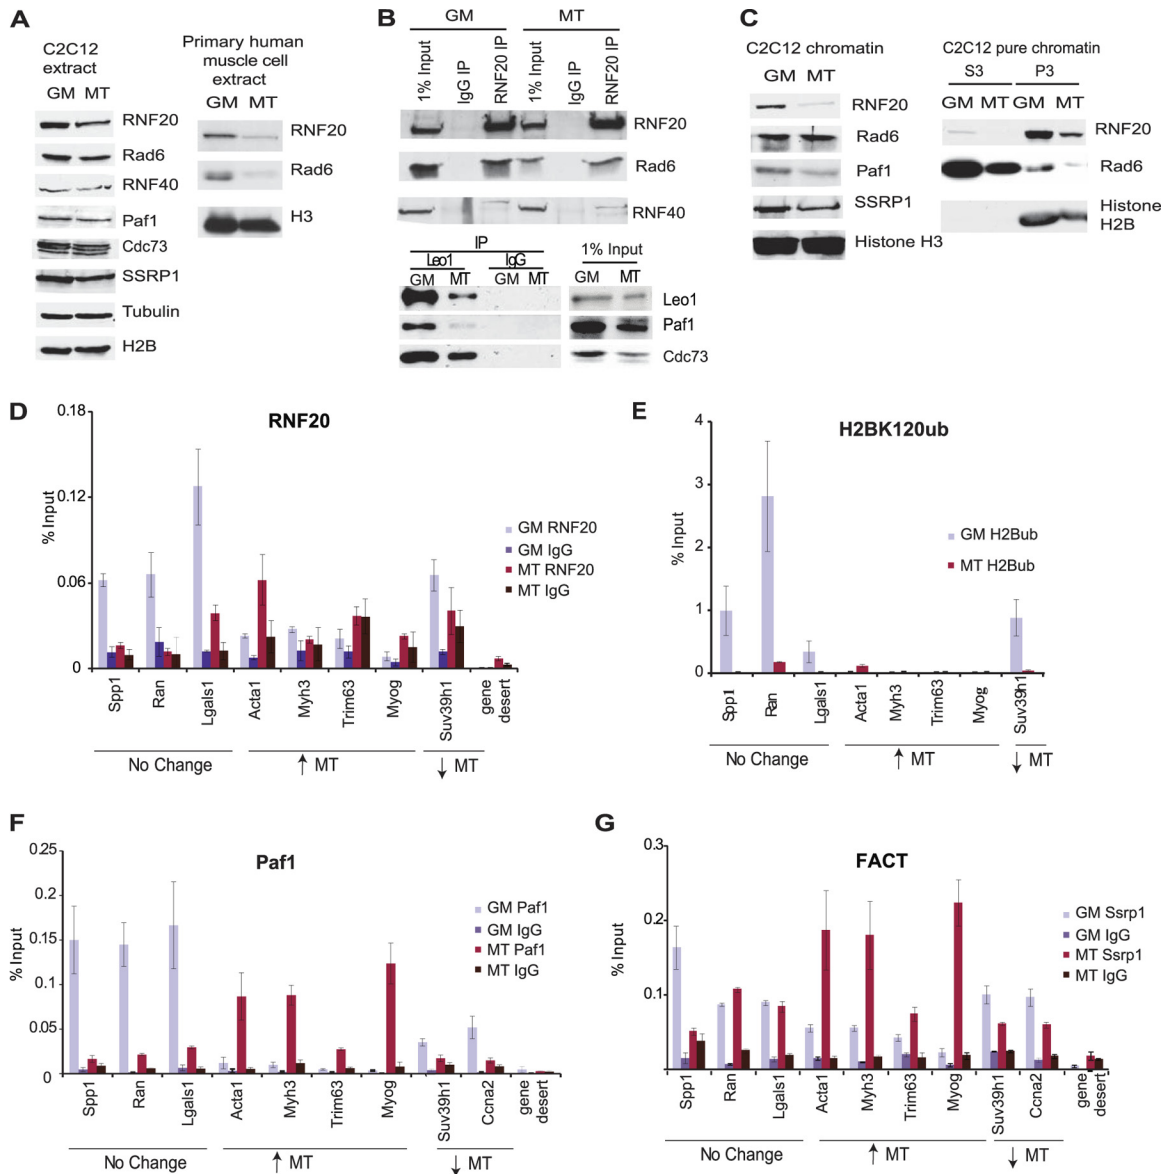 A
C2C12
extract
GM MT
RNF20
Rad6
RNF40
Paf1
Cdc73
SSRP1
Tubulin
H2B
Primary human
muscle cell
extract
GM MT
RNF20
Rad6
H3
B
GM MT
1% Input
IgG IP
RNF20 IP
1% Input
IgG IP
RNF20 IP
RNF20
Rad6
RNF40
IP
Leo1 IgG
GM MT GM MT
1% Input
GM MT
Leo1
Paf1
Cdc73
C
C2C12 chromatin
GM MT
RNF20
Rad6
Paf1
SSRP1
Histone H3
C2C12 pure chromatin
S3 P3
GM MT GM MT
RNF20
Rad6
Histone
H2B
D
RNF20
% Input
0.18
0.12
0.06
0
GM RNF20
GM IgG
MT RNF20
MT IgG
Spp1
Ran
Lgals1
Acta1
Myh3
Trim63
Myog
Suv39h1
gene
desert
No Change
↑ MT
↓ MT
E
H2BK120ub
% Input
4
3
2
1
0
GM H2Bub
MT H2Bub
Spp1
Ran
Lgals1
Acta1
Myh3
Trim63
Myog
Suv39h1
No Change
↑ MT
↓ MT
F
Paf1
% Input
0.25
0.2
0.15
0.1
0.05
0
GM Paf1
GM IgG
MT Paf1
MT IgG
Spp1
Ran
Lgals1
Acta1
Myh3
Trim63
Myog
Suv39h1
Ccna2
gene
desert
No Change
↑ MT
↓ MT
G
FACT
% Input
0.3
0.2
0.1
0
GM Ssrp1
GM IgG
MT Ssrp1
MT IgG
Spp1
Ran
Lgals1
Acta1
Myh3
Trim63
Myog
Suv39h1
Ccna2
gene
desert
No Change
↑ MT
↓ MT